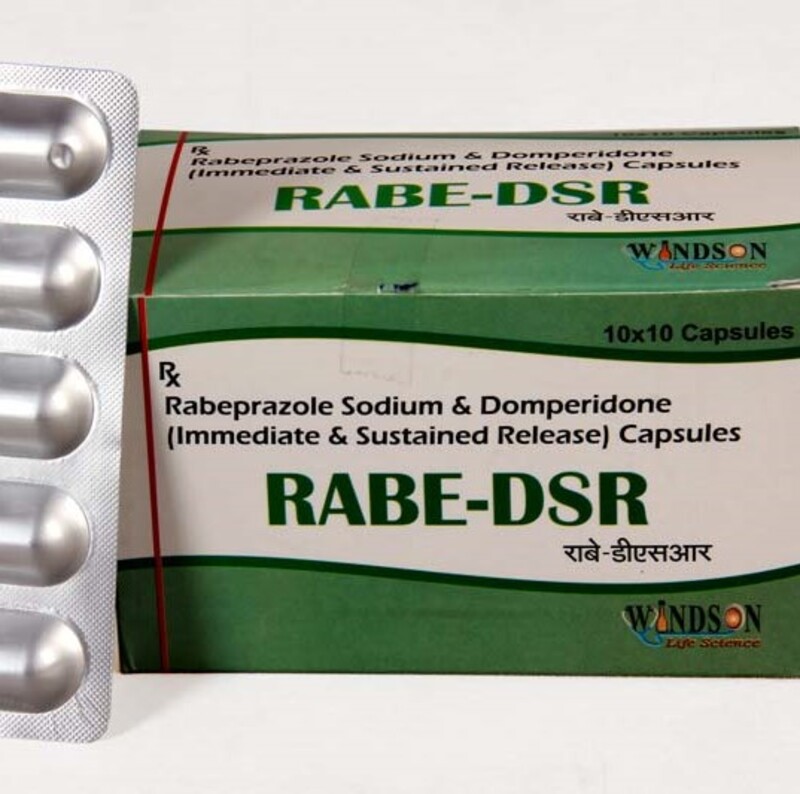 10x10 Capsules
Rx
Rabeprazole Sodium & Domperidone
(Immediate & Sustained Release) Capsules
RABE-DSR
राबे-डीएसआर
WINDSON
Life Science
10x10 Capsules
Rx
Rabeprazole Sodium & Domperidone
(Immediate & Sustained Release) Capsules
RABE-DSR
राबे-डीएसआर
WINDSON
Life Science